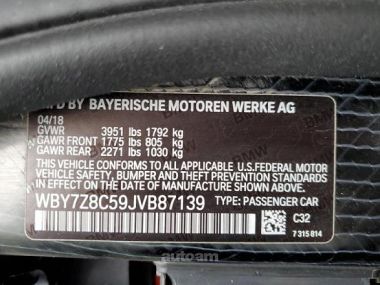 MFD BY BAYERISCHE MOTOREN WERKE AG
04/18
GVWR 3951 lbs 1792 kg
GAWR FRONT 1775 lbs 805 kg
GAWR REAR 2271 lbs 1030 kg
THIS VEHICLE CONFORMS TO ALL APPLICABLE U.S. FEDERAL MOTOR
VEHICLE SAFETY, BUMPER AND THEFT PREVENTION STANDARDS
IN EFFECT ON THE DATE OF MANUFACTURE SHOWN ABOVE.
WBY7Z8C59JVB87139 TYPE: PASSENGER CAR
C32
7 315 814
autoam